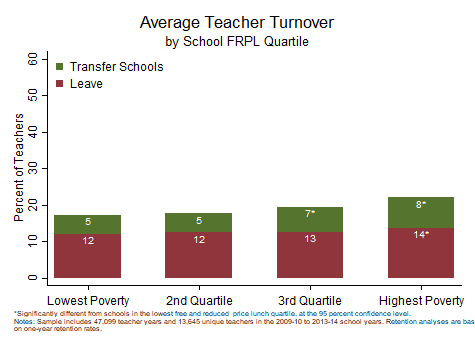 Average Teacher Turnover
by School FRPL Quartile
Percent of Teachers
60
50
40
30
20
10
0
Transfer Schools
Leave
5
5
7*
8*
12
12
13
14*
Lowest Poverty
2nd Quartile
3rd Quartile
Highest Poverty
*Significantly different from schools in the lowest free and reduced price lunch quartile, at the 95 percent confidence level.
Notes: Sample includes 47,099 teacher years and 13,645 unique teachers in the 2009-10 to 2013-14 school years. Retention analyses are bas
on one-year retention rates.